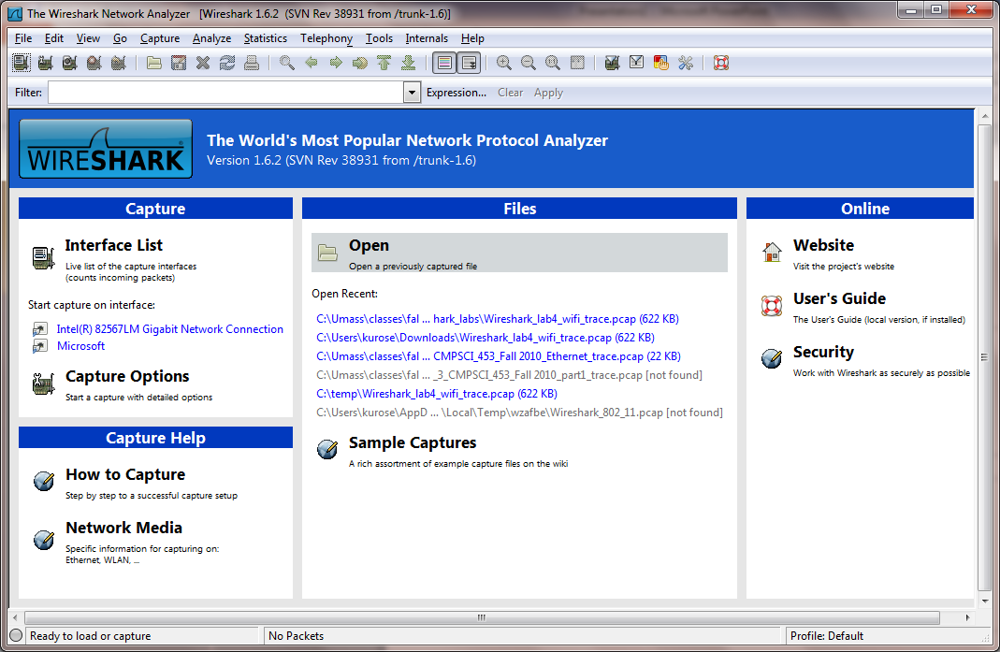 The Wireshark Network Analyzer [Wireshark 1.6.2 (SVN Rev 38931 from /trunk-1.6)]
File Edit View Go Capture Analyze Statistics Telephony Tools Internals Help
Filter: Expression... Clear Apply
WIRESHARK
The World's Most Popular Network Protocol Analyzer
Version 1.6.2 (SVN Rev 38931 from /trunk-1.6)
Capture
Interface List
Live list of the capture interfaces
(counts incoming packets)
Start capture on interface:
Intel(R) 82567LM Gigabit Network Connection
Microsoft
Capture Options
Start a capture with detailed options
Capture Help
How to Capture
Step by step to a successful capture setup
Network Media
Specific information for capturing on:
Ethernet, WLAN, ...
Files
Open
Open a previously captured file
Open Recent:
C:\Umass\classes\fal ... hark_labs\Wireshark_lab4_wifi_trace.pcap (622 KB)
C:\Users\kurose\Downloads\Wireshark_lab4_wifi_trace.pcap (622 KB)
C:\Umass\classes\fal ... CMPSCI_453_Fall 2010_Ethernet_trace.pcap (22 KB)
C:\Umass\classes\fal ... _3_CMPSCI_453_Fall 2010_part1_trace.pcap [not found]
C:\temp\Wireshark_lab4_wifi_trace.pcap (622 KB)
C:\Users\kurose\AppD ... \Local\Temp\wzafbe\Wireshark_802_11.pcap [not found]
Sample Captures
A rich assortment of example capture files on the wiki
Online
Website
Visit the project's website
User's Guide
The User's Guide (local version, if installed)
Security
Work with Wireshark as securely as possible
Ready to load or capture
No Packets
Profile: Default